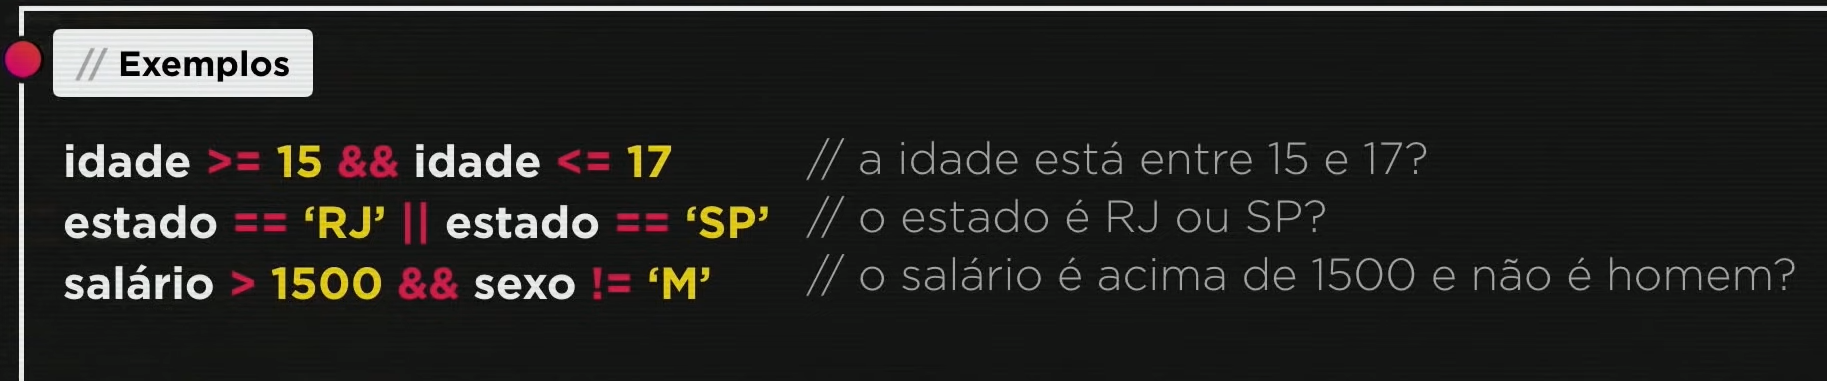 // Exemplos
idade >= 15 && idade <= 17 // a idade está entre 15 e 17?
estado == ‘RJ’ || estado == ‘SP’ // o estado é RJ ou SP?
salário > 1500 && sexo != ‘M’ // o salário é acima de 1500 e não é homem?